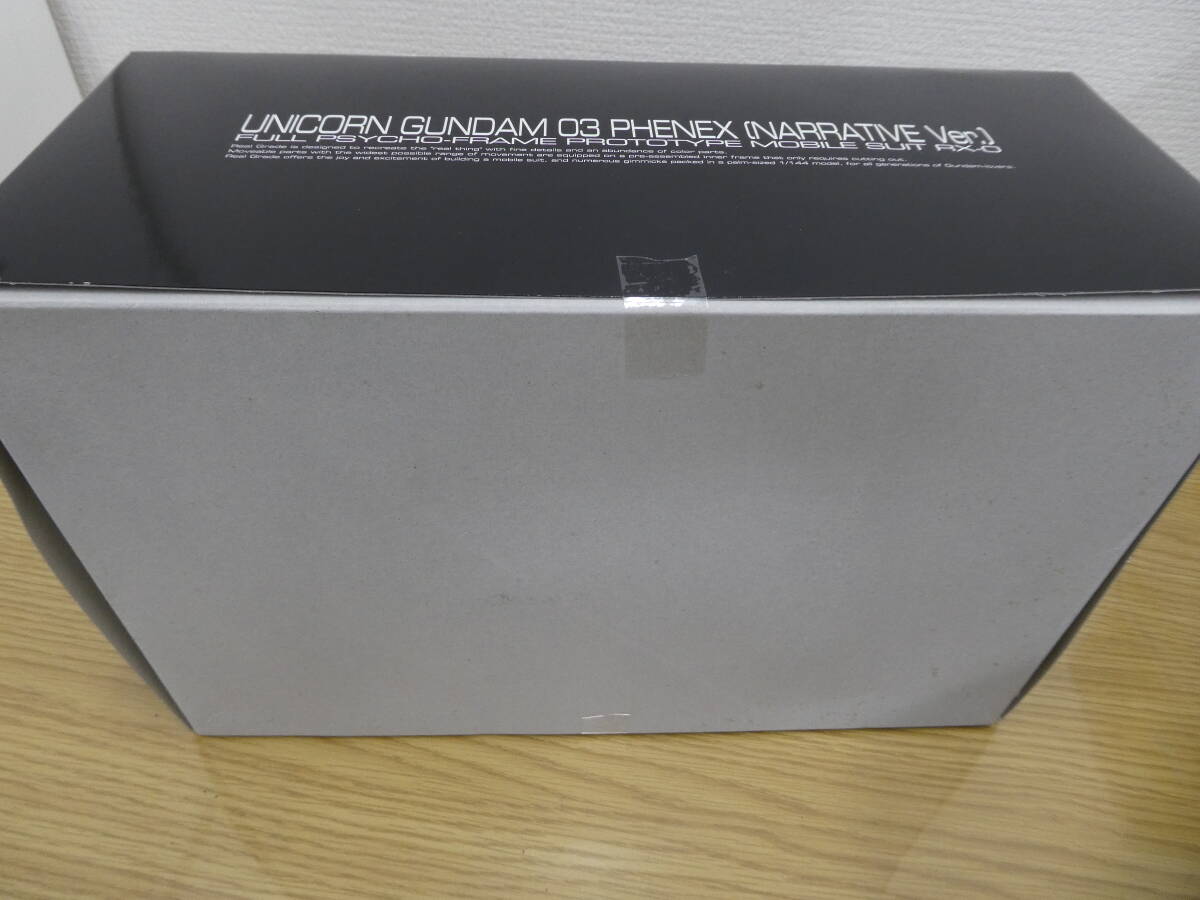 UNICORN GUNDAM 03 PHENEX (NARRATIVE Ver.)
FULL PSYCHO-FRAME PROTOTYPE MOBILE SUIT RX-0
Real Grade is designed to recreate the "real thing" with fine details and an abundance of color parts.
Moveable parts with the widest possible range of movement are equipped on a pre-assembled inner frame that only requires cutting out.
Real Grade offers the joy and excitement of building a mobile suit, and numerous gimmicks packed in a palm-sized 1/144 model, for all generations of Gundam-lovers.